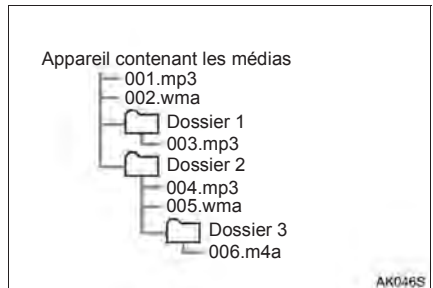 Appareil contenant les médias
001.mp3
002.wma
Dossier 1
003.mp3
Dossier 2
004.mp3
005.wma
Dossier 3
006.m4a
AK046S